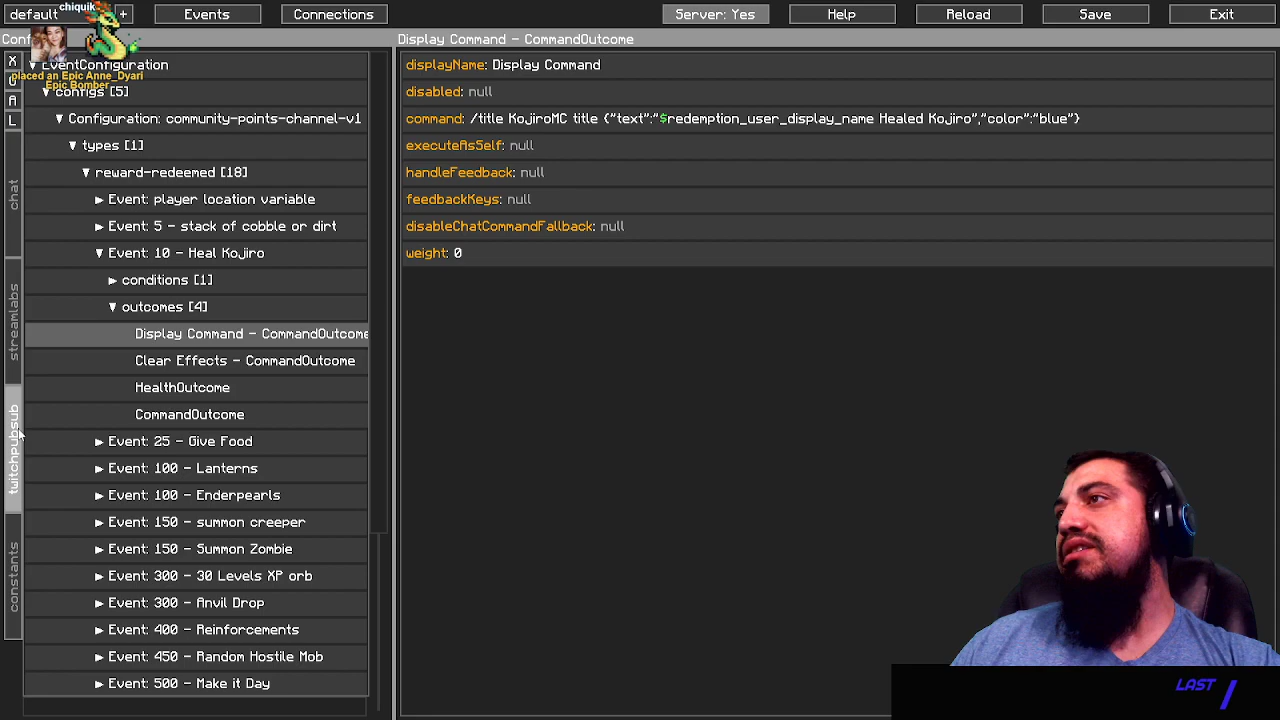 chiquik
default
+
Events
Connections
Server: Yes
Help
Reload
Save
Exit
Display Command - CommandOutcome
X
A
L
placed an Epic Anne_Dyari
Epic Bomber
chat
streamlabs
twitchpubsub
constants
EventConfiguration
configs [5]
Configuration: community-points-channel-v1
types [1]
reward-redeemed [18]
Event: player location variable
Event: 5 - stack of cobble or dirt
Event: 10 - Heal Kojiro
conditions [1]
outcomes [4]
Display Command - CommandOutcome
Clear Effects - CommandOutcome
HealthOutcome
CommandOutcome
Event: 25 - Give Food
Event: 100 - Lanterns
Event: 100 - Enderpearls
Event: 150 - summon creeper
Event: 150 - Summon Zombie
Event: 300 - 30 Levels XP orb
Event: 300 - Anvil Drop
Event: 400 - Reinforcements
Event: 450 - Random Hostile Mob
Event: 500 - Make it Day
displayName: Display Command
disabled: null
command: /title KojiroMC title {"text":"$redemption_user_display_name Healed Kojiro","color":"blue"}
executeAsSelf: null
handleFeedback: null
feedbackKeys: null
disableChatCommandFallback: null
weight: 0
LAST